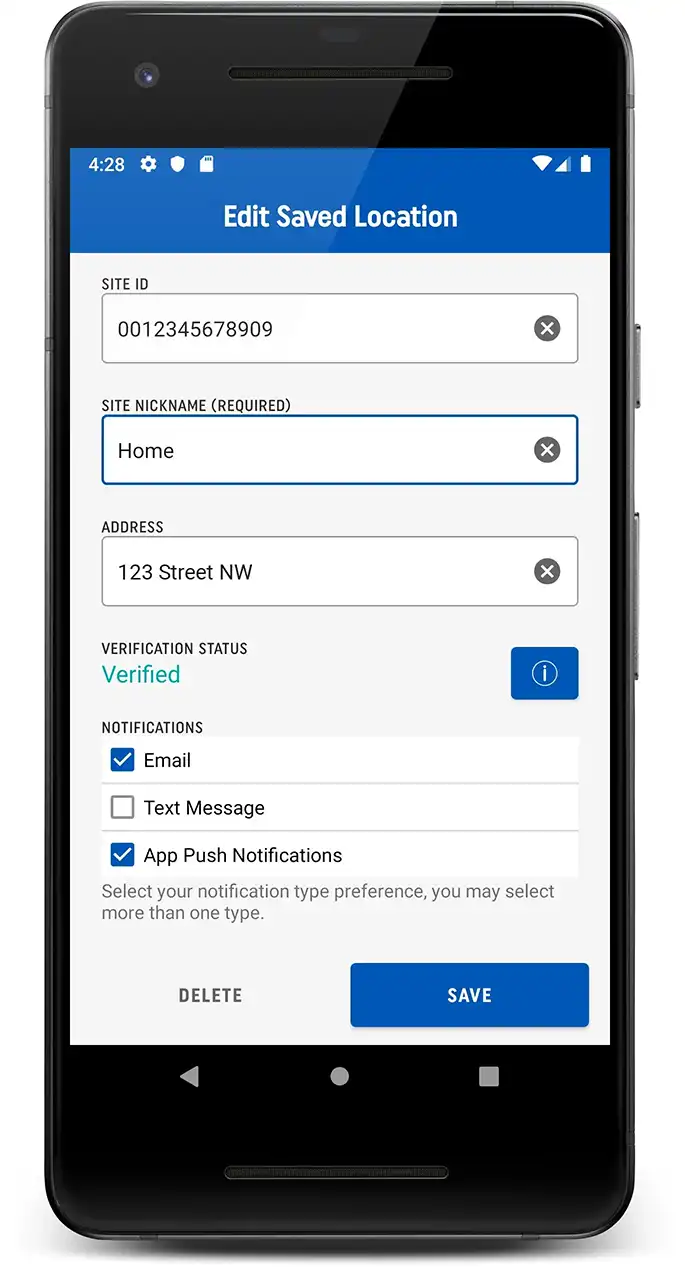 4:28
Edit Saved Location
SITE ID
0012345678909
SITE NICKNAME (REQUIRED)
Home
ADDRESS
123 Street NW
VERIFICATION STATUS
Verified
NOTIFICATIONS
Email
Text Message
App Push Notifications
Select your notification type preference, you may select
more than one type.
DELETE
SAVE